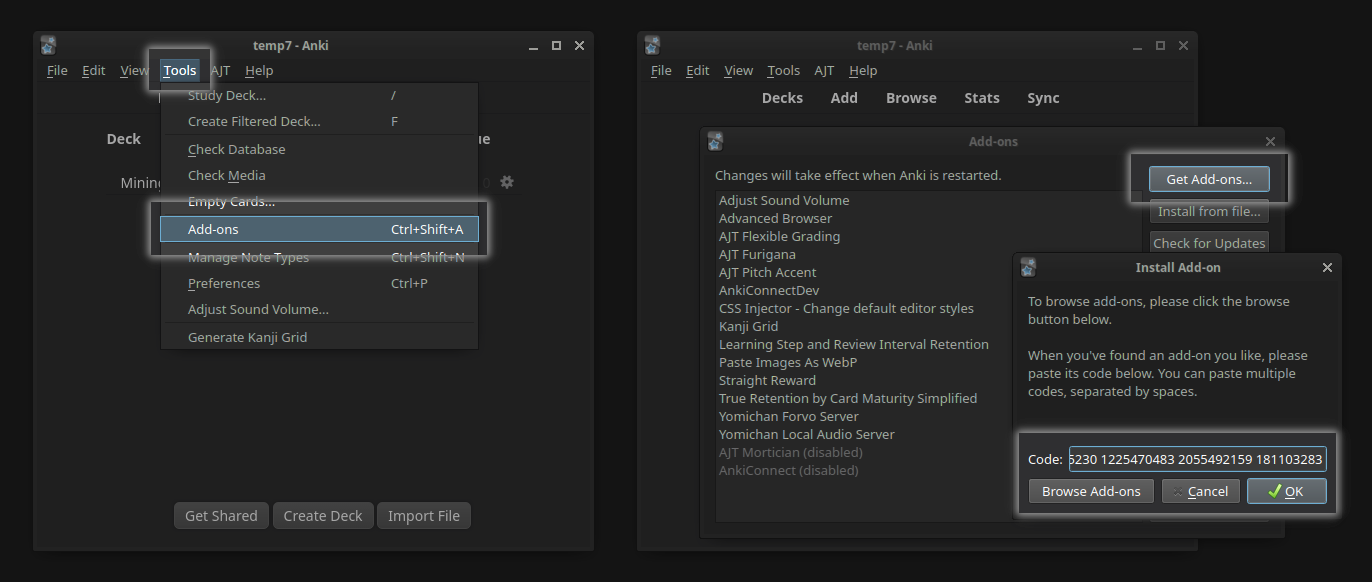 temp7 - Anki
File Edit View Tools AJT Help
Study Deck... /
Create Filtered Deck... F
Deck
Check Database
Check Media
Empty Cards...
Add-ons Ctrl+Shift+A
Manage Note Types Ctrl+Shift+N
Preferences Ctrl+P
Adjust Sound Volume...
Generate Kanji Grid
Get Shared Create Deck Import File
temp7 - Anki
File Edit View Tools AJT Help
Decks Add Browse Stats Sync
Add-ons
Changes will take effect when Anki is restarted.
Get Add-ons...
Install from file...
Check for Updates
Adjust Sound Volume
Advanced Browser
AJT Flexible Grading
AJT Furigana
AJT Pitch Accent
AnkiConnectDev
CSS Injector - Change default editor styles
Kanji Grid
Learning Step and Review Interval Retention
Paste Images As WebP
Straight Reward
True Retention by Card Maturity Simplified
Yomichan Forvo Server
Yomichan Local Audio Server
AJT Mortician (disabled)
AnkiConnect (disabled)
Install Add-on
To browse add-ons, please click the browse
button below.
When you've found an add-on you like, please
paste its code below. You can paste multiple
codes, separated by spaces.
Code: 5230 1225470483 2055492159 181103283
Browse Add-ons Cancel OK